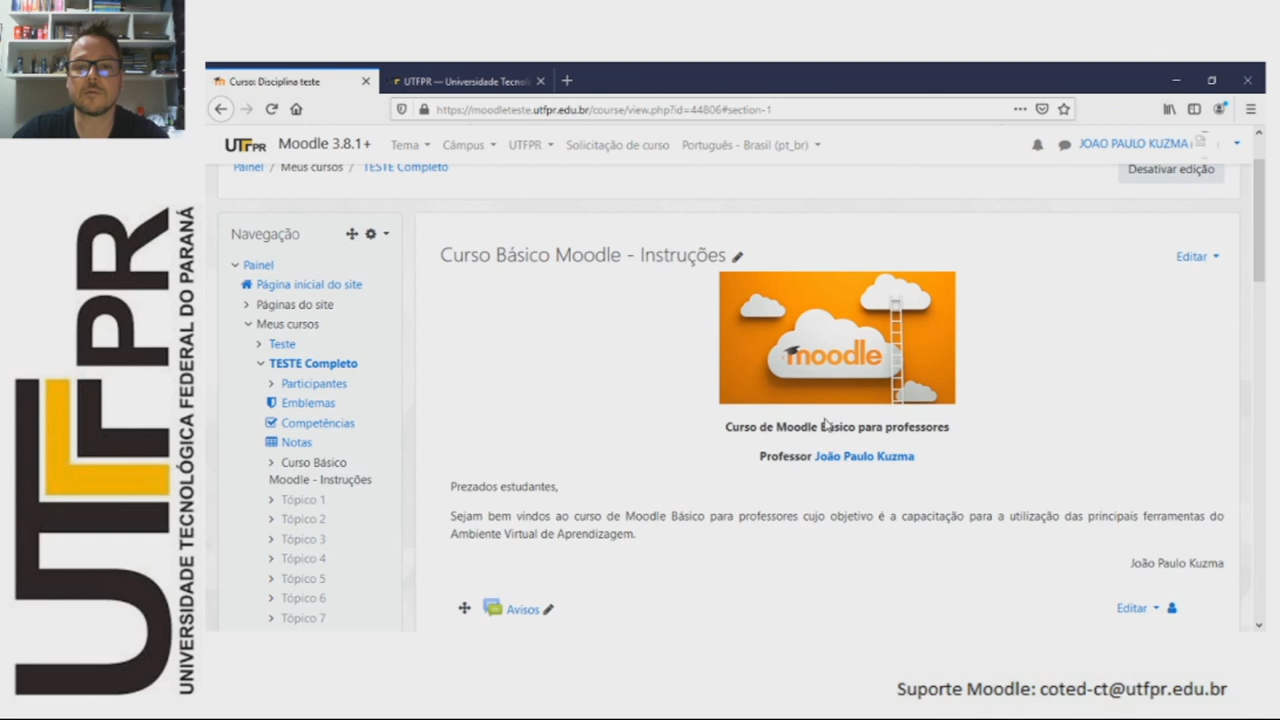 Curso: Disciplina teste
UTFPR — Universidade Tecnol
https://moodleteste.utfpr.edu.br/course/view.php?id=44806#section-1
UTFPR Moodle 3.8.1+ Tema Câmpus UTFPR Solicitação de curso Português - Brasil (pt_br) JOAO PAULO KUZMA
Painel / Meus cursos / TESTE Completo
Desativar edição
Navegação
Painel
Página inicial do site
Páginas do site
Meus cursos
Teste
TESTE Completo
Participantes
Emblemas
Competências
Notas
Curso Básico
Moodle - Instruções
Tópico 1
Tópico 2
Tópico 3
Tópico 4
Tópico 5
Tópico 6
Tópico 7
Curso Básico Moodle - Instruções
Editar
moodle
Curso de Moodle Básico para professores
Professor João Paulo Kuzma
Prezados estudantes,
Sejam bem vindos ao curso de Moodle Básico para professores cujo objetivo é a capacitação para a utilização das principais ferramentas do
Ambiente Virtual de Aprendizagem.
João Paulo Kuzma
Avisos
Editar
UTFPR
UNIVERSIDADE TECNOLÓGICA FEDERAL DO PARANÁ
Suporte Moodle: coted-ct@utfpr.edu.br